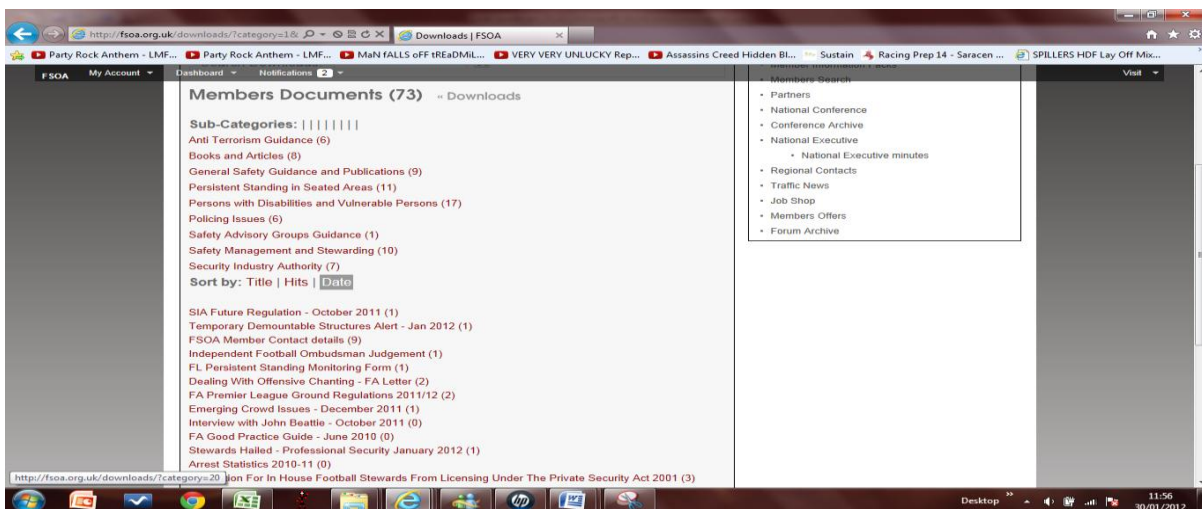 http://fsoa.org.uk/downloads/?category=1& Downloads | FSOA
Party Rock Anthem - LMF... Party Rock Anthem - LMF... MaN fALLS oFF tREaDMiL... VERY VERY UNLUCKY Rep... Assassins Creed Hidden Bl... Sustain Racing Prep 14 - Saracen ... SPILLERS HDF Lay Off Mix...
FSOA My Account Dashboard Notifications 2 Visit
Members Documents (73) « Downloads
Sub-Categories: | | | | | | | |
Anti Terrorism Guidance (6)
Books and Articles (8)
General Safety Guidance and Publications (9)
Persistent Standing in Seated Areas (11)
Persons with Disabilities and Vulnerable Persons (17)
Policing Issues (6)
Safety Advisory Groups Guidance (1)
Safety Management and Stewarding (10)
Security Industry Authority (7)
Sort by: Title | Hits | Date
SIA Future Regulation - October 2011 (1)
Temporary Demountable Structures Alert - Jan 2012 (1)
FSOA Member Contact details (9)
Independent Football Ombudsman Judgement (1)
FL Persistent Standing Monitoring Form (1)
Dealing With Offensive Chanting - FA Letter (2)
FA Premier League Ground Regulations 2011/12 (2)
Emerging Crowd Issues - December 2011 (1)
Interview with John Beattie - October 2011 (0)
FA Good Practice Guide - June 2010 (0)
Stewards Hailed - Professional Security January 2012 (1)
Arrest Statistics 2010-11 (0)
http://fsoa.org.uk/downloads/?category=20 ion For In House Football Stewards From Licensing Under The Private Security Act 2001 (3)
Members Search
Partners
National Conference
Conference Archive
National Executive
National Executive minutes
Regional Contacts
Traffic News
Job Shop
Members Offers
Forum Archive
Desktop 11:56
30/01/2012